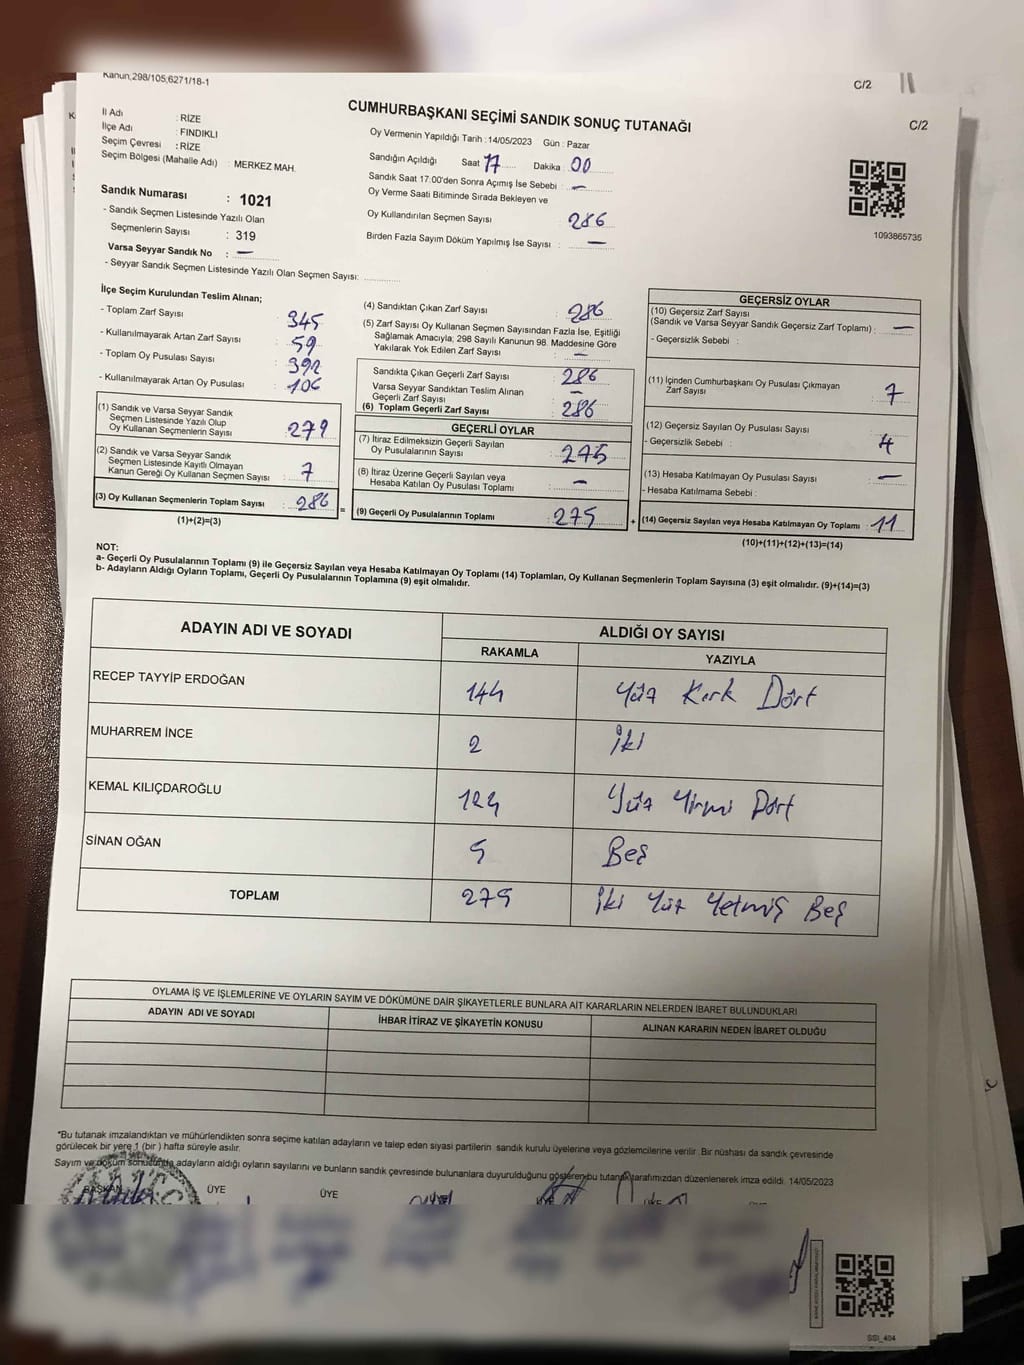 Kanun;298/105,6271/18-1
C/2
CUMHURBAŞKANI SEÇİMİ SANDIK SONUÇ TUTANAĞI
C/2
İl Adı : RİZE
İlçe Adı : FINDIKLI
Seçim Çevresi : RİZE
Seçim Bölgesi (Mahalle Adı) : MERKEZ MAH.
Sandık Numarası : 1021
- Sandık Seçmen Listesinde Yazılı Olan
Seçmenlerin Sayısı : 319
Varsa Seyyar Sandık No : —
- Seyyar Sandık Seçmen Listesinde Yazılı Olan Seçmen Sayısı:
Oy Vermenin Yapıldığı Tarih : 14/05/2023 Gün : Pazar
Sandığın Açıldığı Saat 17 Dakika 00
Sandık Saat 17:00'den Sonra Açımış İse Sebebi : —
Oy Verme Saati Bitiminde Sırada Bekleyen ve
Oy Kullandırılan Seçmen Sayısı : 286
Birden Fazla Sayım Döküm Yapılmış İse Sayısı : —
1093865735
İlçe Seçim Kurulundan Teslim Alınan;
- Toplam Zarf Sayısı : 345
- Kullanılmayarak Artan Zarf Sayısı : 59
- Toplam Oy Pusulası Sayısı : 392
- Kullanılmayarak Artan Oy Pusulası : 106
(1) Sandık ve Varsa Seyyar Sandık
Seçmen Listesinde Yazılı Olup
Oy Kullanan Seçmenlerin Sayısı : 279
(2) Sandık ve Varsa Seyyar Sandık
Seçmen Listesinde Kayıtlı Olmayan
Kanun Gereği Oy Kullanan Seçmen Sayısı : 7
(3) Oy Kullanan Seçmenlerin Toplam Sayısı : 286
(1)+(2)=(3)
(4) Sandıktan Çıkan Zarf Sayısı : 286
(5) Zarf Sayısı Oy Kullanan Seçmen Sayısından Fazla İse, Eşitliği
Sağlamak Amacıyla; 298 Sayılı Kanunun 98. Maddesine Göre
Yakılarak Yok Edilen Zarf Sayısı : —
Sandıkta Çıkan Geçerli Zarf Sayısı : 286
Varsa Seyyar Sandıktan Teslim Alınan
Geçerli Zarf Sayısı : —
(6) Toplam Geçerli Zarf Sayısı : 286
GEÇERLİ OYLAR
(7) İtiraz Edilmeksizin Geçerli Sayılan
Oy Pusulalarının Sayısı : 275
(8) İtiraz Üzerine Geçerli Sayılan veya
Hesaba Katılan Oy Pusulası Toplamı : —
= (9) Geçerli Oy Pusulalarının Toplamı : 275 +
GEÇERSİZ OYLAR
(10) Geçersiz Zarf Sayısı
(Sandık ve Varsa Seyyar Sandık Geçersiz Zarf Toplamı) : —
- Geçersizlik Sebebi :
(11) İçinden Cumhurbaşkanı Oy Pusulası Çıkmayan
Zarf Sayısı : 7
(12) Geçersiz Sayılan Oy Pusulası Sayısı : 4
- Geçersizlik Sebebi :
(13) Hesaba Katılmayan Oy Pusulası Sayısı : —
- Hesaba Katılmama Sebebi :
(14) Geçersiz Sayılan veya Hesaba Katılmayan Oy Toplamı : 11
(10)+(11)+(12)+(13)=(14)
NOT:
a- Geçerli Oy Pusulalarının Toplamı (9) ile Geçersiz Sayılan veya Hesaba Katılmayan Oy Toplamı (14) Toplamları, Oy Kullanan Seçmenlerin Toplam Sayısına (3) eşit olmalıdır. (9)+(14)=(3)
b- Adayların Aldığı Oyların Toplamı, Geçerli Oy Pusulalarının Toplamına (9) eşit olmalıdır.
ADAYIN ADI VE SOYADI ALDIĞI OY SAYISI
RAKAMLA YAZIYLA
RECEP TAYYİP ERDOĞAN 144 Yüz Kırk Dört
MUHARREM İNCE 2 İki
KEMAL KILIÇDAROĞLU 124 Yüz Yirmi Dört
SİNAN OĞAN 5 Beş
TOPLAM 275 İki Yüz Yetmiş Beş
OYLAMA İŞ VE İŞLEMLERİNE VE OYLARIN SAYIM VE DÖKÜMÜNE DAİR ŞİKAYETLERLE BUNLARA AİT KARARLARIN NELERDEN İBARET BULUNDUKLARI
ADAYIN ADI VE SOYADI İHBAR İTİRAZ VE ŞİKAYETİN KONUSU ALINAN KARARIN NEDEN İBARET OLDUĞU
*Bu tutanak imzalandıktan ve mühürlendikten sonra seçime katılan adayların ve talep eden siyasi partilerin sandık kurulu üyelerine veya gözlemcilerine verilir. Bir nüshası da sandık çevresinde
görülecek bir yere 1 (bir) hafta süreyle asılır.
Sayım ve döküm sonucunda adayların aldığı oyların sayılarını ve bunların sandık çevresinde bulunanlara duyurulduğunu gösteren bu tutanak tarafımızdan düzenlenerek imza edildi. 14/05/2023
BAŞKAN ÜYE ÜYE ÜYE
SSI_404